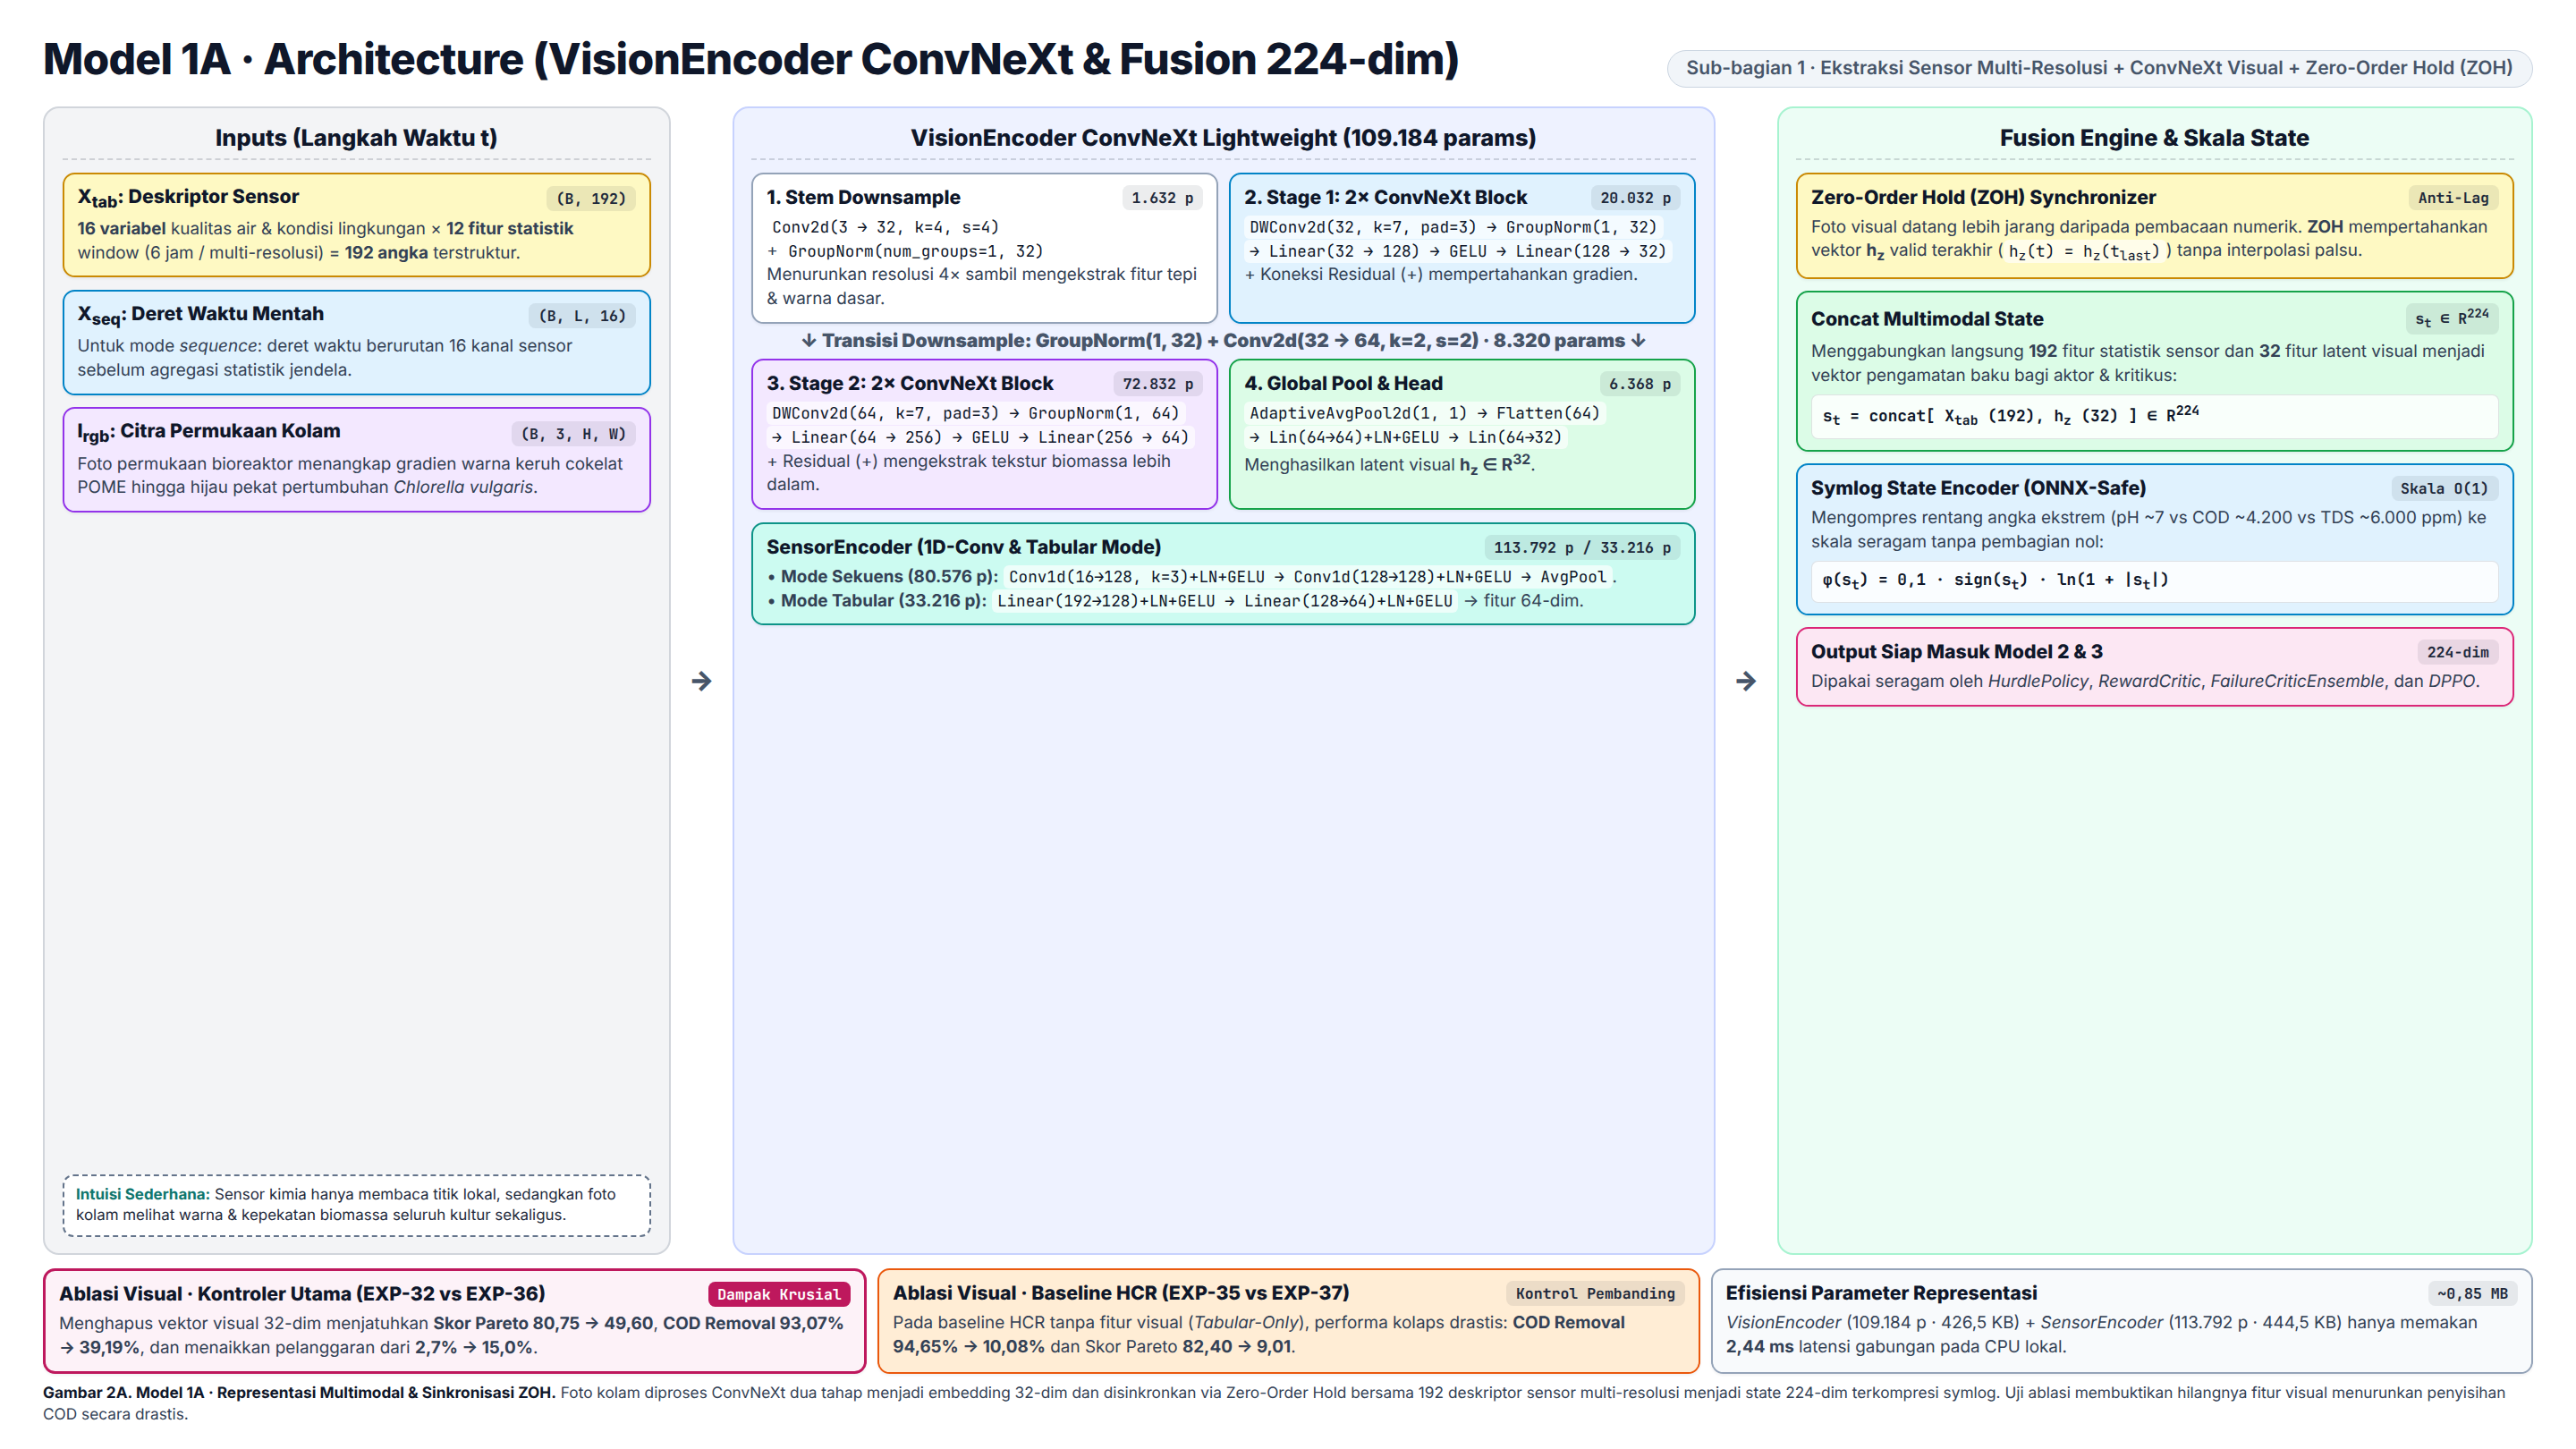 Model 1A · Architecture (VisionEncoder ConvNeXt & Fusion 224-dim)
Sub-bagian 1 · Ekstraksi Sensor Multi-Resolusi + ConvNeXt Visual + Zero-Order Hold (ZOH)
Inputs (Langkah Waktu t)
X_tab: Deskriptor Sensor
(B, 192)
16 variabel kualitas air & kondisi lingkungan × 12 fitur statistik
window (6 jam / multi-resolusi) = 192 angka terstruktur.
X_seq: Deret Waktu Mentah
(B, L, 16)
Untuk mode sequence: deret waktu berurutan 16 kanal sensor
sebelum agregasi statistik jendela.
I_rgb: Citra Permukaan Kolam
(B, 3, H, W)
Foto permukaan bioreaktor menangkap gradien warna keruh cokelat
POME hingga hijau pekat pertumbuhan Chlorella vulgaris.
Intuisi Sederhana: Sensor kimia hanya membaca titik lokal, sedangkan foto
kolam melihat warna & kepekatan biomassa seluruh kultur sekaligus.
→
VisionEncoder ConvNeXt Lightweight (109.184 params)
1. Stem Downsample
1.632 p
Conv2d(3 → 32, k=4, s=4)
+ GroupNorm(num_groups=1, 32)
Menurunkan resolusi 4× sambil mengekstrak fitur tepi
& warna dasar.
2. Stage 1: 2× ConvNeXt Block
20.032 p
DWConv2d(32, k=7, pad=3) → GroupNorm(1, 32)
→ Linear(32 → 128) → GELU → Linear(128 → 32)
+ Koneksi Residual (+) mempertahankan gradien.
↓ Transisi Downsample: GroupNorm(1, 32) + Conv2d(32 → 64, k=2, s=2) · 8.320 params ↓
3. Stage 2: 2× ConvNeXt Block
72.832 p
DWConv2d(64, k=7, pad=3) → GroupNorm(1, 64)
→ Linear(64 → 256) → GELU → Linear(256 → 64)
+ Residual (+) mengekstrak tekstur biomassa lebih
dalam.
4. Global Pool & Head
6.368 p
AdaptiveAvgPool2d(1, 1) → Flatten(64)
→ Lin(64→64)+LN+GELU → Lin(64→32)
Menghasilkan latent visual h_z ∈ R^32.
SensorEncoder (1D-Conv & Tabular Mode)
113.792 p / 33.216 p
• Mode Sekuens (80.576 p): Conv1d(16→128, k=3)+LN+GELU → Conv1d(128→128)+LN+GELU → AvgPool.
• Mode Tabular (33.216 p): Linear(192→128)+LN+GELU → Linear(128→64)+LN+GELU → fitur 64-dim.
→
Fusion Engine & Skala State
Zero-Order Hold (ZOH) Synchronizer
Anti-Lag
Foto visual datang lebih jarang daripada pembacaan numerik. ZOH mempertahankan
vektor h_z valid terakhir ( h_z(t) = h_z(t_last) ) tanpa interpolasi palsu.
Concat Multimodal State
s_t ∈ R^224
Menggabungkan langsung 192 fitur statistik sensor dan 32 fitur latent visual menjadi
vektor pengamatan baku bagi aktor & kritikus:
s_t = concat[ X_tab (192), h_z (32) ] ∈ R^224
Symlog State Encoder (ONNX-Safe)
Skala O(1)
Mengompres rentang angka ekstrem (pH ~7 vs COD ~4.200 vs TDS ~6.000 ppm) ke
skala seragam tanpa pembagian nol:
φ(s_t) = 0,1 · sign(s_t) · ln(1 + |s_t|)
Output Siap Masuk Model 2 & 3
224-dim
Dipakai seragam oleh HurdlePolicy, RewardCritic, FailureCriticEnsemble, dan DPPO.
Ablasi Visual · Kontroler Utama (EXP-32 vs EXP-36)
Dampak Krusial
Menghapus vektor visual 32-dim menjatuhkan Skor Pareto 80,75 → 49,60, COD Removal 93,07%
→ 39,19%, dan menaikkan pelanggaran dari 2,7% → 15,0%.
Ablasi Visual · Baseline HCR (EXP-35 vs EXP-37)
Kontrol Pembanding
Pada baseline HCR tanpa fitur visual (Tabular-Only), performa kolaps drastis: COD Removal
94,65% → 10,08% dan Skor Pareto 82,40 → 9,01.
Efisiensi Parameter Representasi
~0,85 MB
VisionEncoder (109.184 p · 426,5 KB) + SensorEncoder (113.792 p · 444,5 KB) hanya memakan
2,44 ms latensi gabungan pada CPU lokal.
Gambar 2A. Model 1A · Representasi Multimodal & Sinkronisasi ZOH. Foto kolam diproses ConvNeXt dua tahap menjadi embedding 32-dim dan disinkronkan via Zero-Order Hold bersama 192 deskriptor sensor multi-resolusi menjadi state 224-dim terkompresi symlog. Uji ablasi membuktikan hilangnya fitur visual menurunkan penyisihan
COD secara drastis.